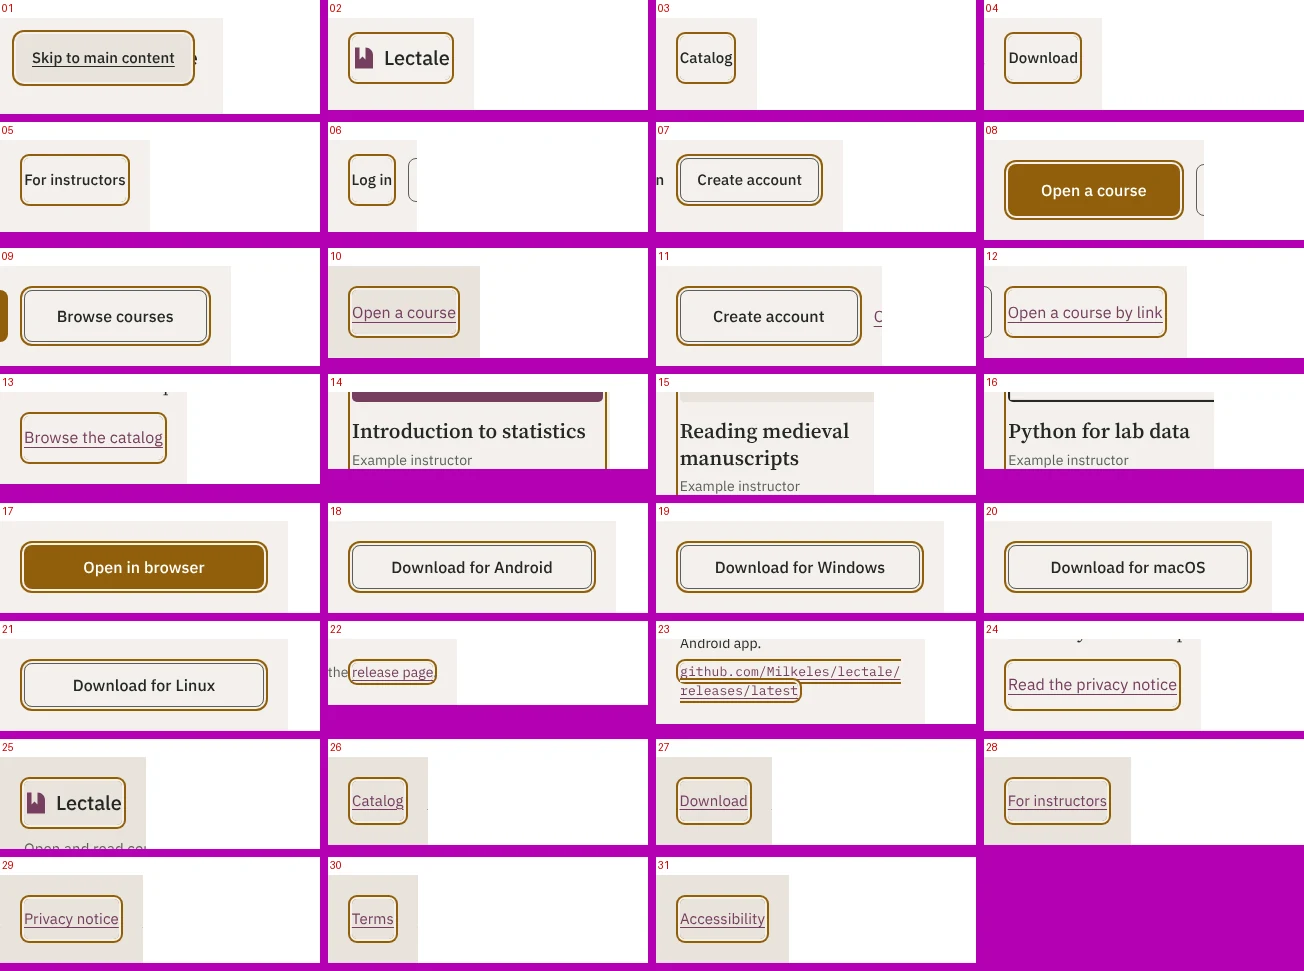 01
02
03
04
Skip to main content
Lectale
Catalog
Download
05
06
07
08
For instructors
Log in
n
Create account
Open a course
09
10
11
12
Browse courses
Open a course
Create account
Open a course by link
13
14
15
16
Browse the catalog
Introduction to statistics
Example instructor
Reading medieval
manuscripts
Example instructor
Python for lab data
Example instructor
17
18
19
20
Open in browser
Download for Android
Download for Windows
Download for macOS
21
22
23
24
Download for Linux
the release page.
Android app.
github.com/Milkeles/lectale/
releases/latest
Read the privacy notice
25
26
27
28
Lectale
Catalog
Download
For instructors
29
30
31
Privacy notice
Terms
Accessibility